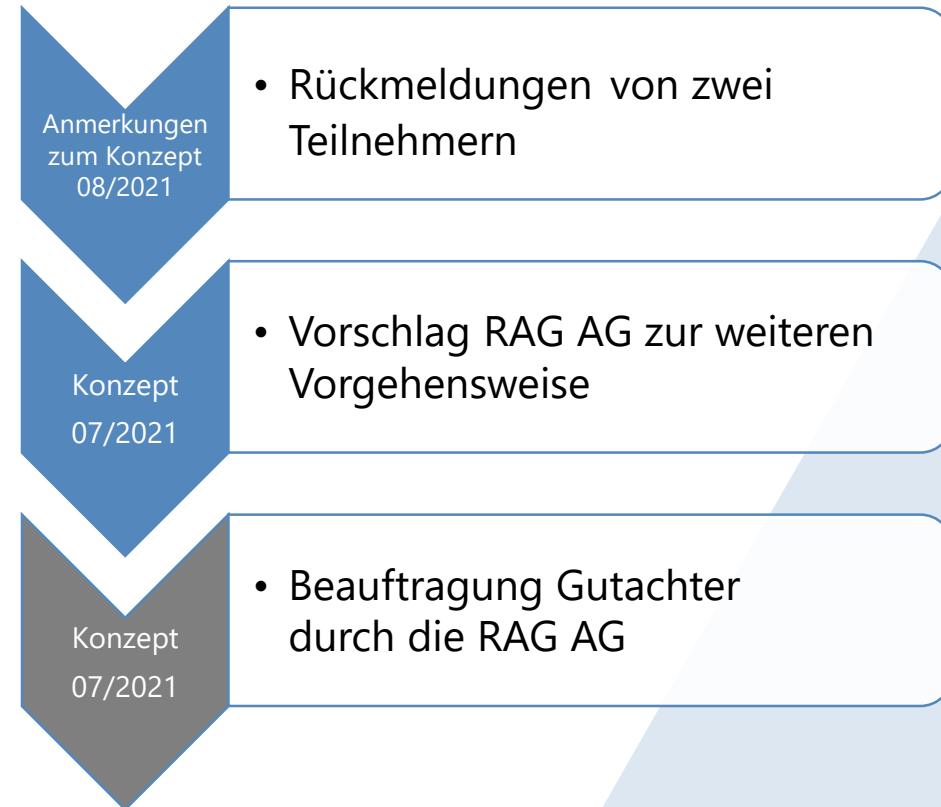 Anmerkungen
zum Konzept
08/2021
• Rückmeldungen von zwei
Teilnehmern
Konzept
07/2021
• Vorschlag RAG AG zur weiteren
Vorgehensweise
Konzept
07/2021
• Beauftragung Gutachter
durch die RAG AG